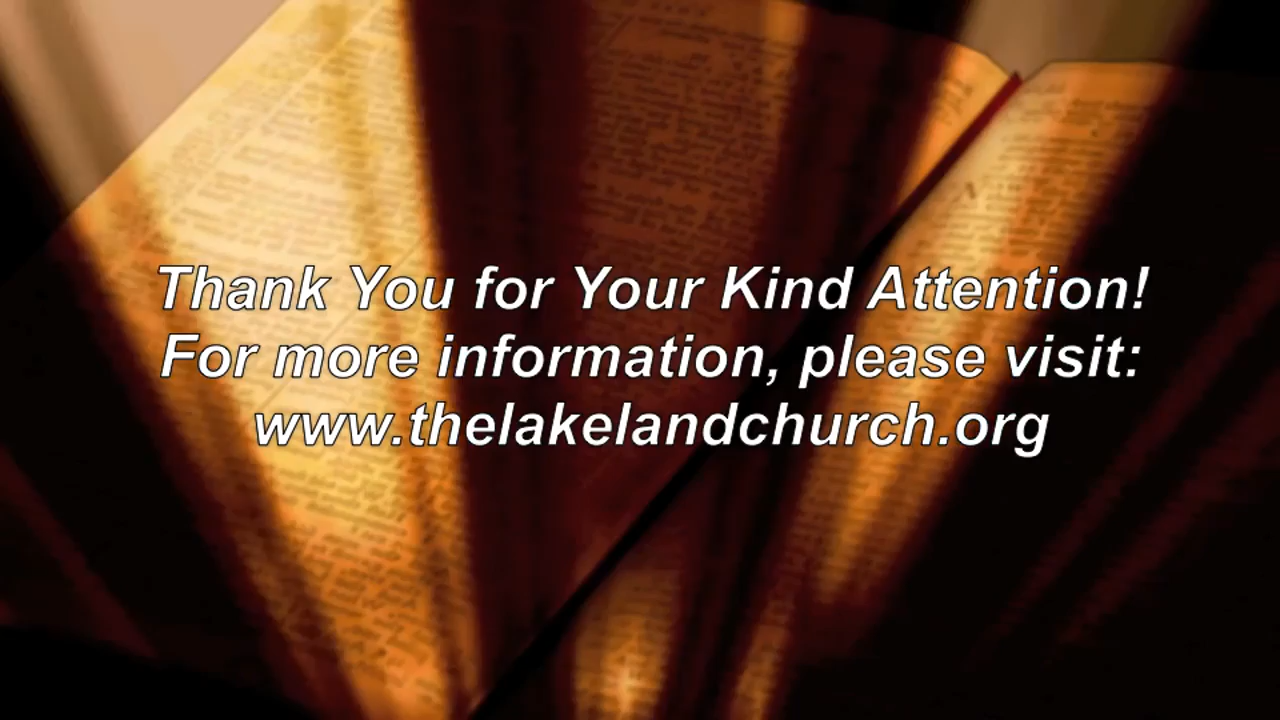 Thank You for Your Kind Attention!
For more information, please visit:
www.thelakelandchurch.org